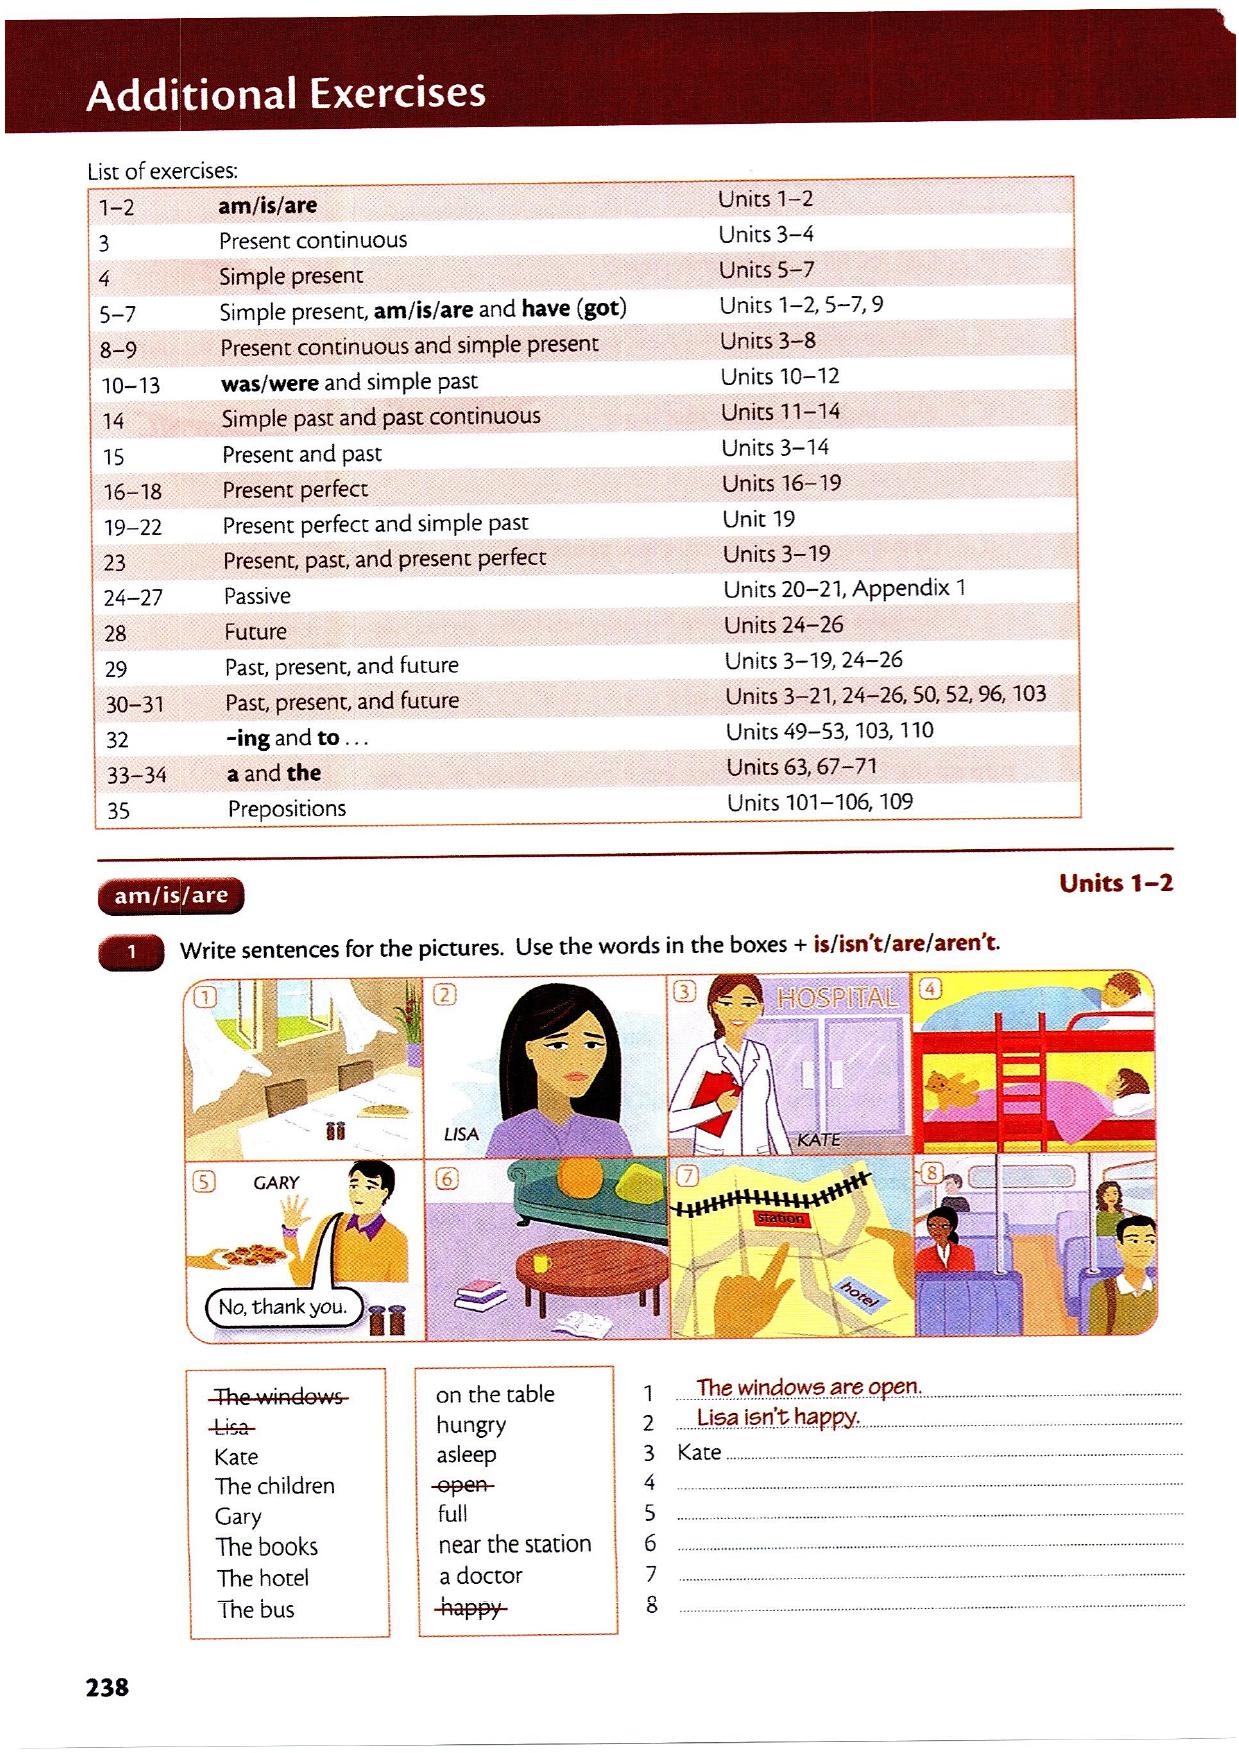 Additional Exercises
List of exercises:
1–2 am/is/are Units 1–2
3 Present continuous Units 3–4
4 Simple present Units 5–7
5–7 Simple present, am/is/are and have (got) Units 1–2, 5–7, 9
8–9 Present continuous and simple present Units 3–8
10–13 was/were and simple past Units 10–12
14 Simple past and past continuous Units 11–14
15 Present and past Units 3–14
16–18 Present perfect Units 16–19
19–22 Present perfect and simple past Unit 19
23 Present, past, and present perfect Units 3–19
24–27 Passive Units 20–21, Appendix 1
28 Future Units 24–26
29 Past, present, and future Units 3–19, 24–26
30–31 Past, present, and future Units 3–21, 24–26, 50, 52, 96, 103
32 -ing and to ... Units 49–53, 103, 110
33–34 a and the Units 63, 67–71
35 Prepositions Units 101–106, 109
am/is/are Units 1–2
1 Write sentences for the pictures. Use the words in the boxes + is/isn't/are/aren't.
1
2
LISA
3
HOSPITAL
KATE
4
5
GARY
No, thank you.
6
7
station
hotel
8
The windows
Lisa
Kate
The children
Gary
The books
The hotel
The bus
on the table
hungry
asleep
open
full
near the station
a doctor
happy
1 The windows are open.
2 Lisa isn't happy.
3 Kate
4
5
6
7
8
238